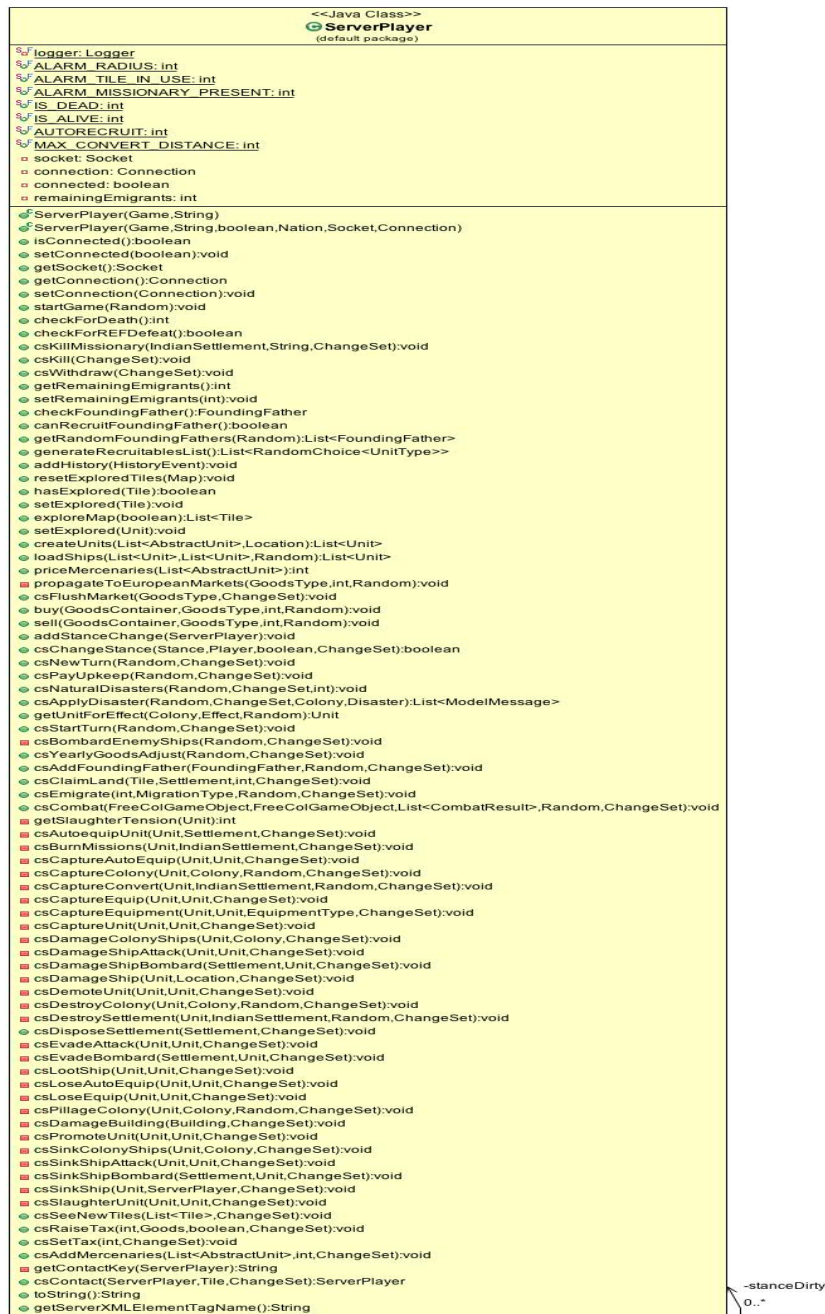 <<Java Class>>
ServerPlayer
(default package)
logger: Logger
ALARM_RADIUS: int
ALARM_TILE_IN_USE: int
ALARM_MISSIONARY_PRESENT: int
IS_DEAD: int
IS_ALIVE: int
AUTORECRUIT: int
MAX_CONVERT_DISTANCE: int
socket: Socket
connection: Connection
connected: boolean
remainingEmigrants: int
ServerPlayer(Game,String)
ServerPlayer(Game,String,boolean,Nation,Socket,Connection)
isConnected():boolean
setConnected(boolean):void
getSocket():Socket
getConnection():Connection
setConnection(Connection):void
startGame(Random):void
checkForDeath():int
checkForREFDefeat():boolean
csKillMissionary(IndianSettlement,String,ChangeSet):void
csKill(ChangeSet):void
csWithdraw(ChangeSet):void
getRemainingEmigrants():int
setRemainingEmigrants(int):void
checkFoundingFather():FoundingFather
canRecruitFoundingFather():boolean
getRandomFoundingFathers(Random):List<FoundingFather>
generateRecruitablesList():List<RandomChoice<UnitType>>
addHistory(HistoryEvent):void
resetExploredTiles(Map):void
hasExplored(Tile):boolean
setExplored(Tile):void
exploreMap(boolean):List<Tile>
setExplored(Unit):void
createUnits(List<AbstractUnit>,Location):List<Unit>
loadShips(List<Unit>,List<Unit>,Random):List<Unit>
priceMercenaries(List<AbstractUnit>):int
propagateToEuropeanMarkets(GoodsType,int,Random):void
csFlushMarket(GoodsType,ChangeSet):void
buy(GoodsContainer,GoodsType,int,Random):void
sell(GoodsContainer,GoodsType,int,Random):void
addStanceChange(ServerPlayer):void
csChangeStance(Stance,Player,boolean,ChangeSet):boolean
csNewTurn(Random,ChangeSet):void
csPayUpkeep(Random,ChangeSet):void
csNaturalDisasters(Random,ChangeSet,int):void
csApplyDisaster(Random,ChangeSet,Colony,Disaster):List<ModelMessage>
getUnitForEffect(Colony,Effect,Random):Unit
csStartTurn(Random,ChangeSet):void
csBombardEnemyShips(Random,ChangeSet):void
csYearlyGoodsAdjust(Random,ChangeSet):void
csAddFoundingFather(FoundingFather,Random,ChangeSet):void
csClaimLand(Tile,Settlement,int,ChangeSet):void
csEmigrate(int,MigrationType,Random,ChangeSet):void
csCombat(FreeColGameObject,FreeColGameObject,List<CombatResult>,Random,ChangeSet):void
getSlaughterTension(Unit):int
csAutoequipUnit(Unit,Settlement,ChangeSet):void
csBurnMissions(Unit,IndianSettlement,ChangeSet):void
csCaptureAutoEquip(Unit,Unit,ChangeSet):void
csCaptureColony(Unit,Colony,Random,ChangeSet):void
csCaptureConvert(Unit,IndianSettlement,Random,ChangeSet):void
csCaptureEquip(Unit,Unit,ChangeSet):void
csCaptureEquipment(Unit,Unit,EquipmentType,ChangeSet):void
csCaptureUnit(Unit,Unit,ChangeSet):void
csDamageColonyShips(Unit,Colony,ChangeSet):void
csDamageShipAttack(Unit,Unit,ChangeSet):void
csDamageShipBombard(Settlement,Unit,ChangeSet):void
csDamageShip(Unit,Location,ChangeSet):void
csDemoteUnit(Unit,Unit,ChangeSet):void
csDestroyColony(Unit,Colony,Random,ChangeSet):void
csDestroySettlement(Unit,IndianSettlement,Random,ChangeSet):void
csDisposeSettlement(Settlement,ChangeSet):void
csEvadeAttack(Unit,Unit,ChangeSet):void
csEvadeBombard(Settlement,Unit,ChangeSet):void
csLootShip(Unit,Unit,ChangeSet):void
csLoseAutoEquip(Unit,Unit,ChangeSet):void
csLoseEquip(Unit,Unit,ChangeSet):void
csPillageColony(Unit,Colony,Random,ChangeSet):void
csDamageBuilding(Building,ChangeSet):void
csPromoteUnit(Unit,Unit,ChangeSet):void
csSinkColonyShips(Unit,Colony,ChangeSet):void
csSinkShipAttack(Unit,Unit,ChangeSet):void
csSinkShipBombard(Settlement,Unit,ChangeSet):void
csSinkShip(Unit,ServerPlayer,ChangeSet):void
csSlaughterUnit(Unit,Unit,ChangeSet):void
csSeeNewTiles(List<Tile>,ChangeSet):void
csRaiseTax(int,Goods,boolean,ChangeSet):void
csSetTax(int,ChangeSet):void
csAddMercenaries(List<AbstractUnit>,int,ChangeSet):void
getContactKey(ServerPlayer):String
csContact(ServerPlayer,Tile,ChangeSet):ServerPlayer
-stanceDirty
toString():String
0..*
getServerXMLElementTagName():String